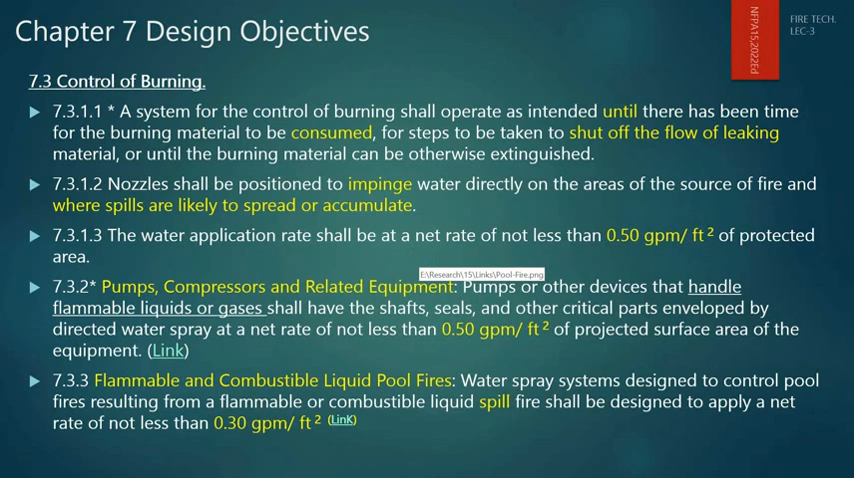 Chapter 7 Design Objectives
NFPA15,2022Ed
FIRE TECH.
LEC-3
7.3 Control of Burning.
7.3.1.1 * A system for the control of burning shall operate as intended until there has been time
for the burning material to be consumed, for steps to be taken to shut off the flow of leaking
material, or until the burning material can be otherwise extinguished.
7.3.1.2 Nozzles shall be positioned to impinge water directly on the areas of the source of fire and
where spills are likely to spread or accumulate.
7.3.1.3 The water application rate shall be at a net rate of not less than 0.50 gpm/ ft ² of protected
area.
E:\Research\15\Links\Pool-Fire.png
7.3.2* Pumps, Compressors and Related Equipment: Pumps or other devices that handle
flammable liquids or gases shall have the shafts, seals, and other critical parts enveloped by
directed water spray at a net rate of not less than 0.50 gpm/ ft ² of projected surface area of the
equipment. (Link)
7.3.3 Flammable and Combustible Liquid Pool Fires: Water spray systems designed to control pool
fires resulting from a flammable or combustible liquid spill fire shall be designed to apply a net
rate of not less than 0.30 gpm/ ft ² (LinK)